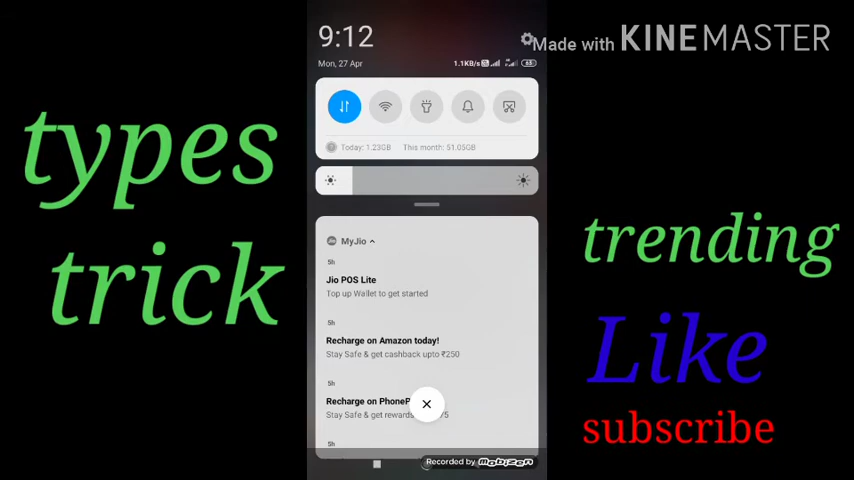 types
trick
9:12
Mon, 27 Apr
1.1KB/s
63
Made with KINEMASTER
Today: 1.23GB This month: 51.05GB
Jio MyJio
5h
Jio POS Lite
Top up Wallet to get started
5h
Recharge on Amazon today!
Stay Safe & get cashback upto ₹250
5h
Recharge on PhoneP
Stay Safe & get rewards
5h
Recorded by mobizen
trending
Like
subscribe